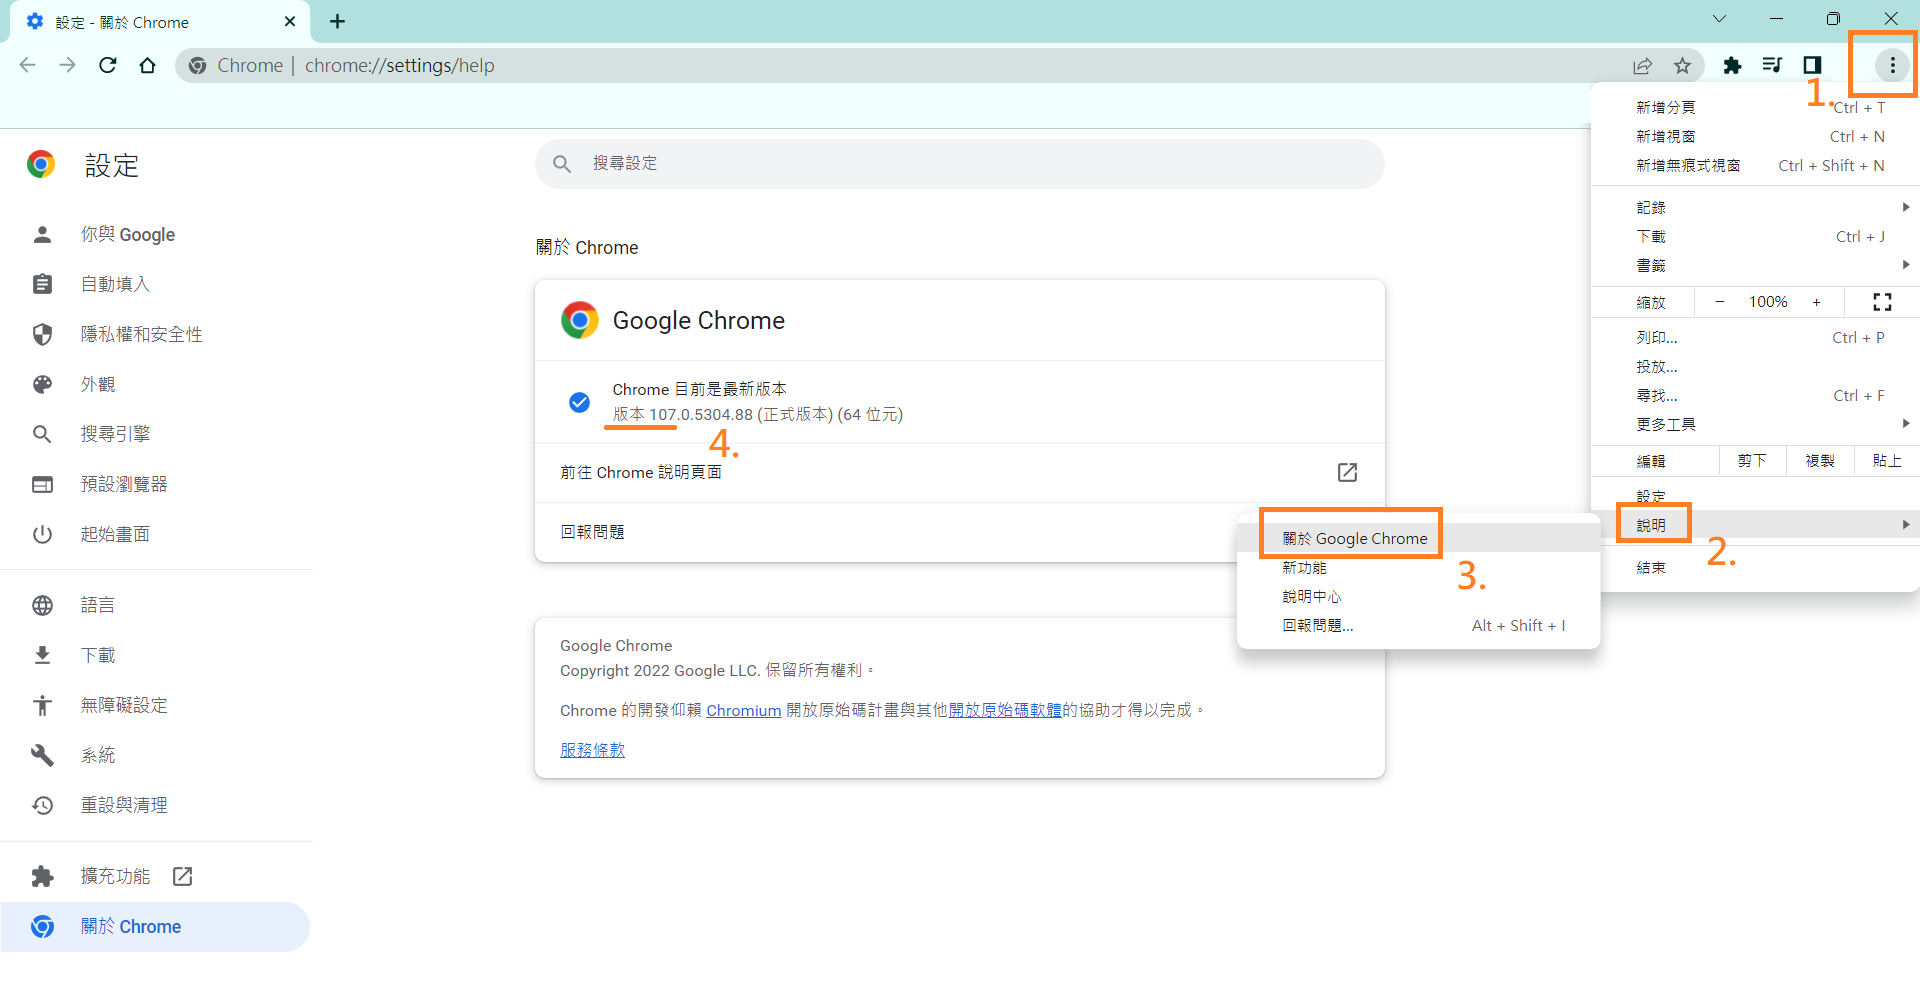 設定 - 關於 Chrome
Chrome | chrome://settings/help
1.
設定
搜尋設定
你與 Google
自動填入
隱私權和安全性
外觀
搜尋引擎
預設瀏覽器
起始畫面
語言
下載
無障礙設定
系統
重設與清理
擴充功能
關於 Chrome
關於 Chrome
Google Chrome
Chrome 目前是最新版本
版本 107.0.5304.88 (正式版本) (64 位元)
4.
前往 Chrome 說明頁面
回報問題
Google Chrome
Copyright 2022 Google LLC. 保留所有權利。
Chrome 的開發仰賴 Chromium 開放原始碼計畫與其他開放原始碼軟體的協助才得以完成。
服務條款
新增分頁 Ctrl + T
新增視窗 Ctrl + N
新增無痕式視窗 Ctrl + Shift + N
記錄
下載 Ctrl + J
書籤
縮放 − 100% +
列印... Ctrl + P
投放...
尋找... Ctrl + F
更多工具
編輯 剪下 複製 貼上
設定
說明
2.
結束
關於 Google Chrome
3.
新功能
說明中心
回報問題... Alt + Shift + I